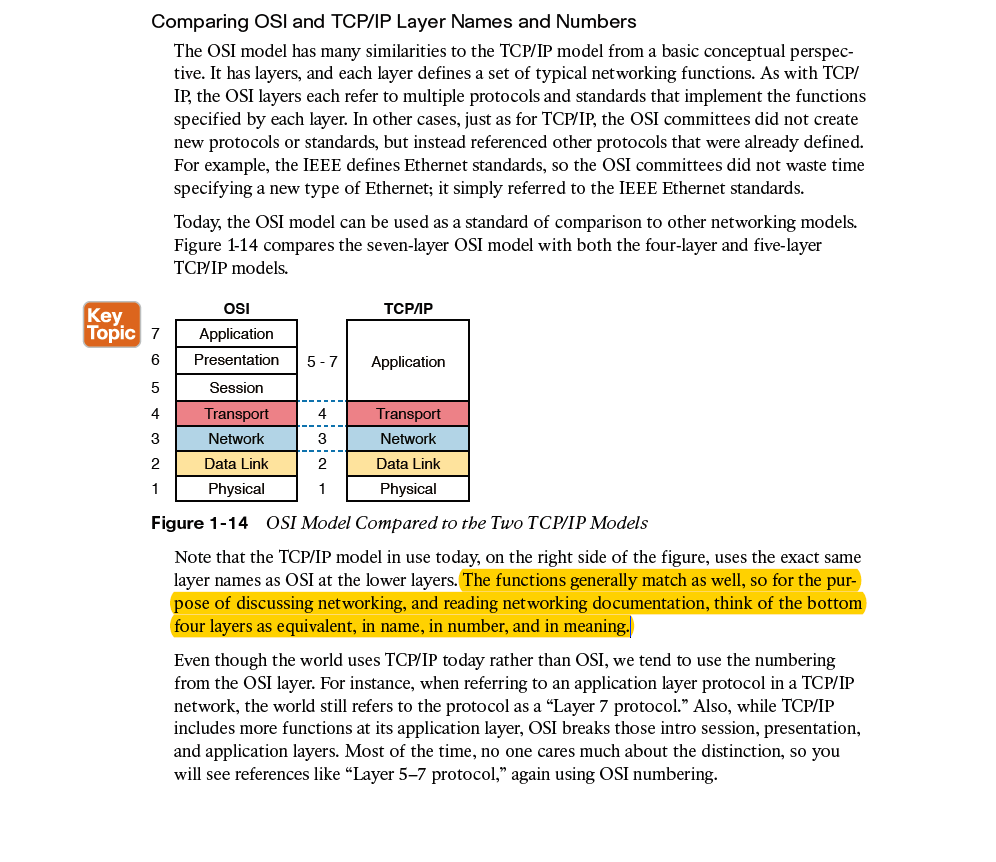 Comparing OSI and TCP/IP Layer Names and Numbers
The OSI model has many similarities to the TCP/IP model from a basic conceptual perspec-
tive. It has layers, and each layer defines a set of typical networking functions. As with TCP/
IP, the OSI layers each refer to multiple protocols and standards that implement the functions
specified by each layer. In other cases, just as for TCP/IP, the OSI committees did not create
new protocols or standards, but instead referenced other protocols that were already defined.
For example, the IEEE defines Ethernet standards, so the OSI committees did not waste time
specifying a new type of Ethernet; it simply referred to the IEEE Ethernet standards.
Today, the OSI model can be used as a standard of comparison to other networking models.
Figure 1-14 compares the seven-layer OSI model with both the four-layer and five-layer
TCP/IP models.
Key
Topic
OSI TCP/IP
7 Application
6 Presentation 5 - 7 Application
5 Session
4 Transport 4 Transport
3 Network 3 Network
2 Data Link 2 Data Link
1 Physical 1 Physical
Figure 1-14 OSI Model Compared to the Two TCP/IP Models
Note that the TCP/IP model in use today, on the right side of the figure, uses the exact same
layer names as OSI at the lower layers. The functions generally match as well, so for the pur-
pose of discussing networking, and reading networking documentation, think of the bottom
four layers as equivalent, in name, in number, and in meaning.
Even though the world uses TCP/IP today rather than OSI, we tend to use the numbering
from the OSI layer. For instance, when referring to an application layer protocol in a TCP/IP
network, the world still refers to the protocol as a “Layer 7 protocol.” Also, while TCP/IP
includes more functions at its application layer, OSI breaks those intro session, presentation,
and application layers. Most of the time, no one cares much about the distinction, so you
will see references like “Layer 5–7 protocol,” again using OSI numbering.